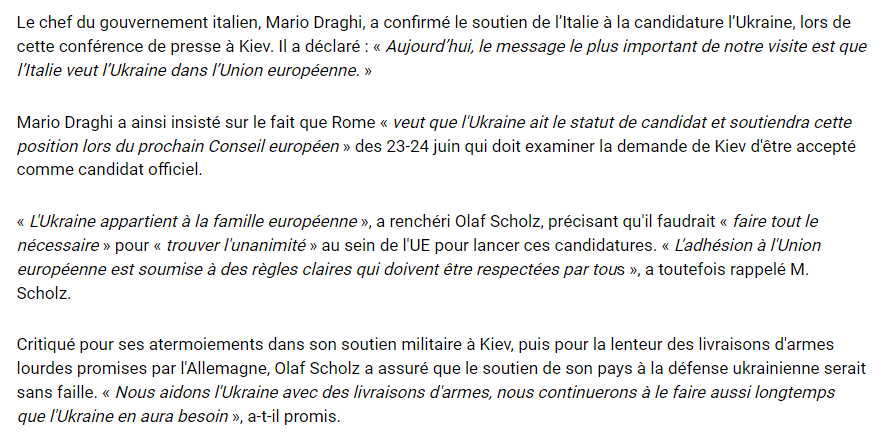 Le chef du gouvernement italien, Mario Draghi, a confirmé le soutien de l’Italie à la candidature l’Ukraine, lors de
cette conférence de presse à Kiev. Il a déclaré : « Aujourd’hui, le message le plus important de notre visite est que
l’Italie veut l’Ukraine dans l’Union européenne. »
Mario Draghi a ainsi insisté sur le fait que Rome « veut que l'Ukraine ait le statut de candidat et soutiendra cette
position lors du prochain Conseil européen » des 23-24 juin qui doit examiner la demande de Kiev d'être accepté
comme candidat officiel.
« L'Ukraine appartient à la famille européenne », a renchéri Olaf Scholz, précisant qu'il faudrait « faire tout le
nécessaire » pour « trouver l'unanimité » au sein de l'UE pour lancer ces candidatures. « L'adhésion à l'Union
européenne est soumise à des règles claires qui doivent être respectées par tous », a toutefois rappelé M.
Scholz.
Critiqué pour ses atermoiements dans son soutien militaire à Kiev, puis pour la lenteur des livraisons d'armes
lourdes promises par l'Allemagne, Olaf Scholz a assuré que le soutien de son pays à la défense ukrainienne serait
sans faille. « Nous aidons l'Ukraine avec des livraisons d'armes, nous continuerons à le faire aussi longtemps
que l'Ukraine en aura besoin », a-t-il promis.